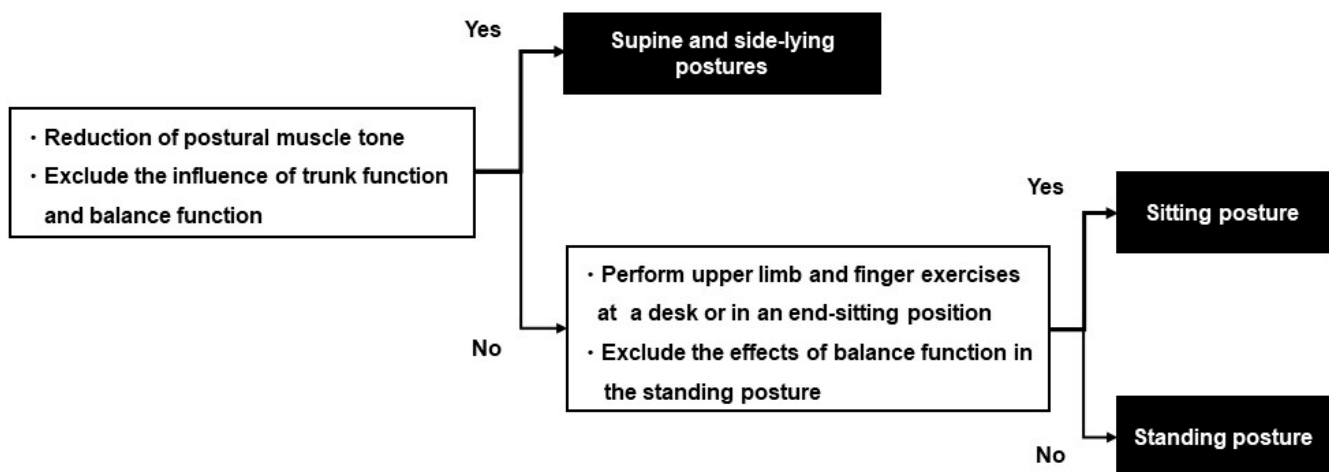 Yes
Supine and side-lying
postures
・Reduction of postural muscle tone
・Exclude the influence of trunk function
and balance function
Yes
Sitting posture
No
・Perform upper limb and finger exercises
at a desk or in an end-sitting position
・Exclude the effects of balance function in
the standing posture
No
Standing posture